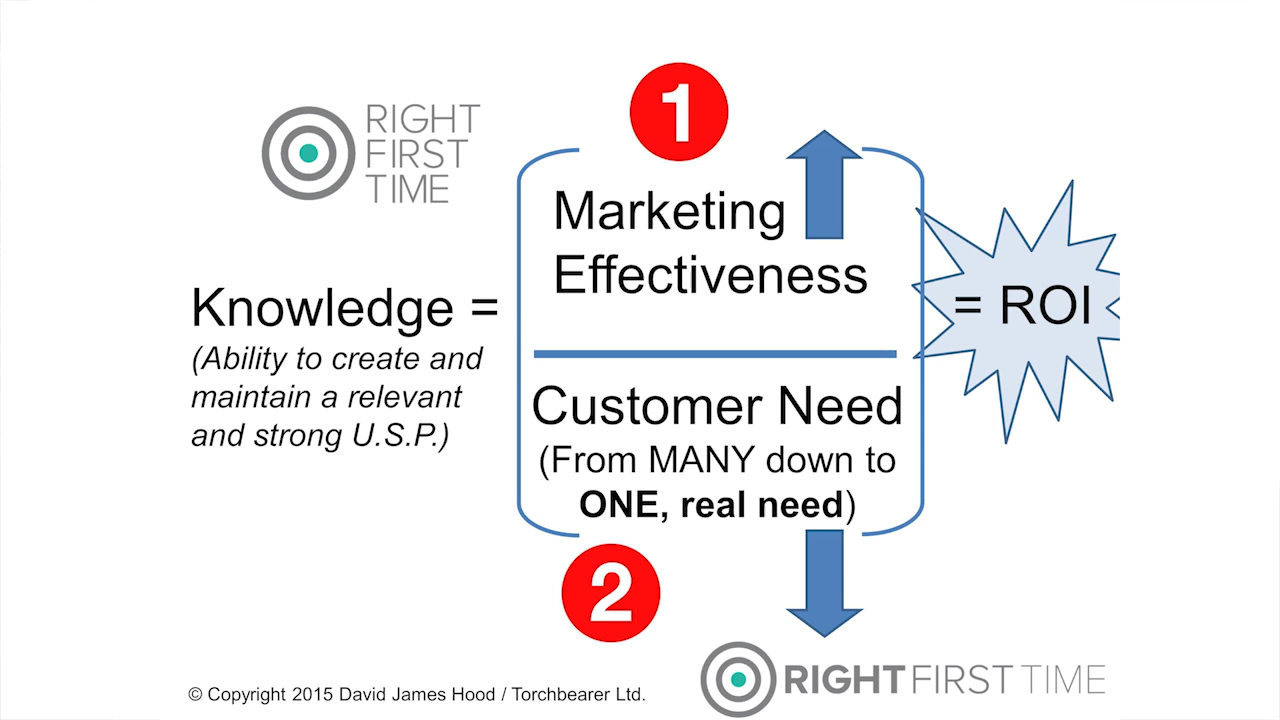 RIGHT
FIRST
TIME
1
Marketing
Effectiveness
Knowledge =
(Ability to create and
maintain a relevant
and strong U.S.P.)
= ROI
Customer Need
(From MANY down to
ONE, real need)
2
© Copyright 2015 David James Hood / Torchbearer Ltd.
RIGHT FIRST TIME